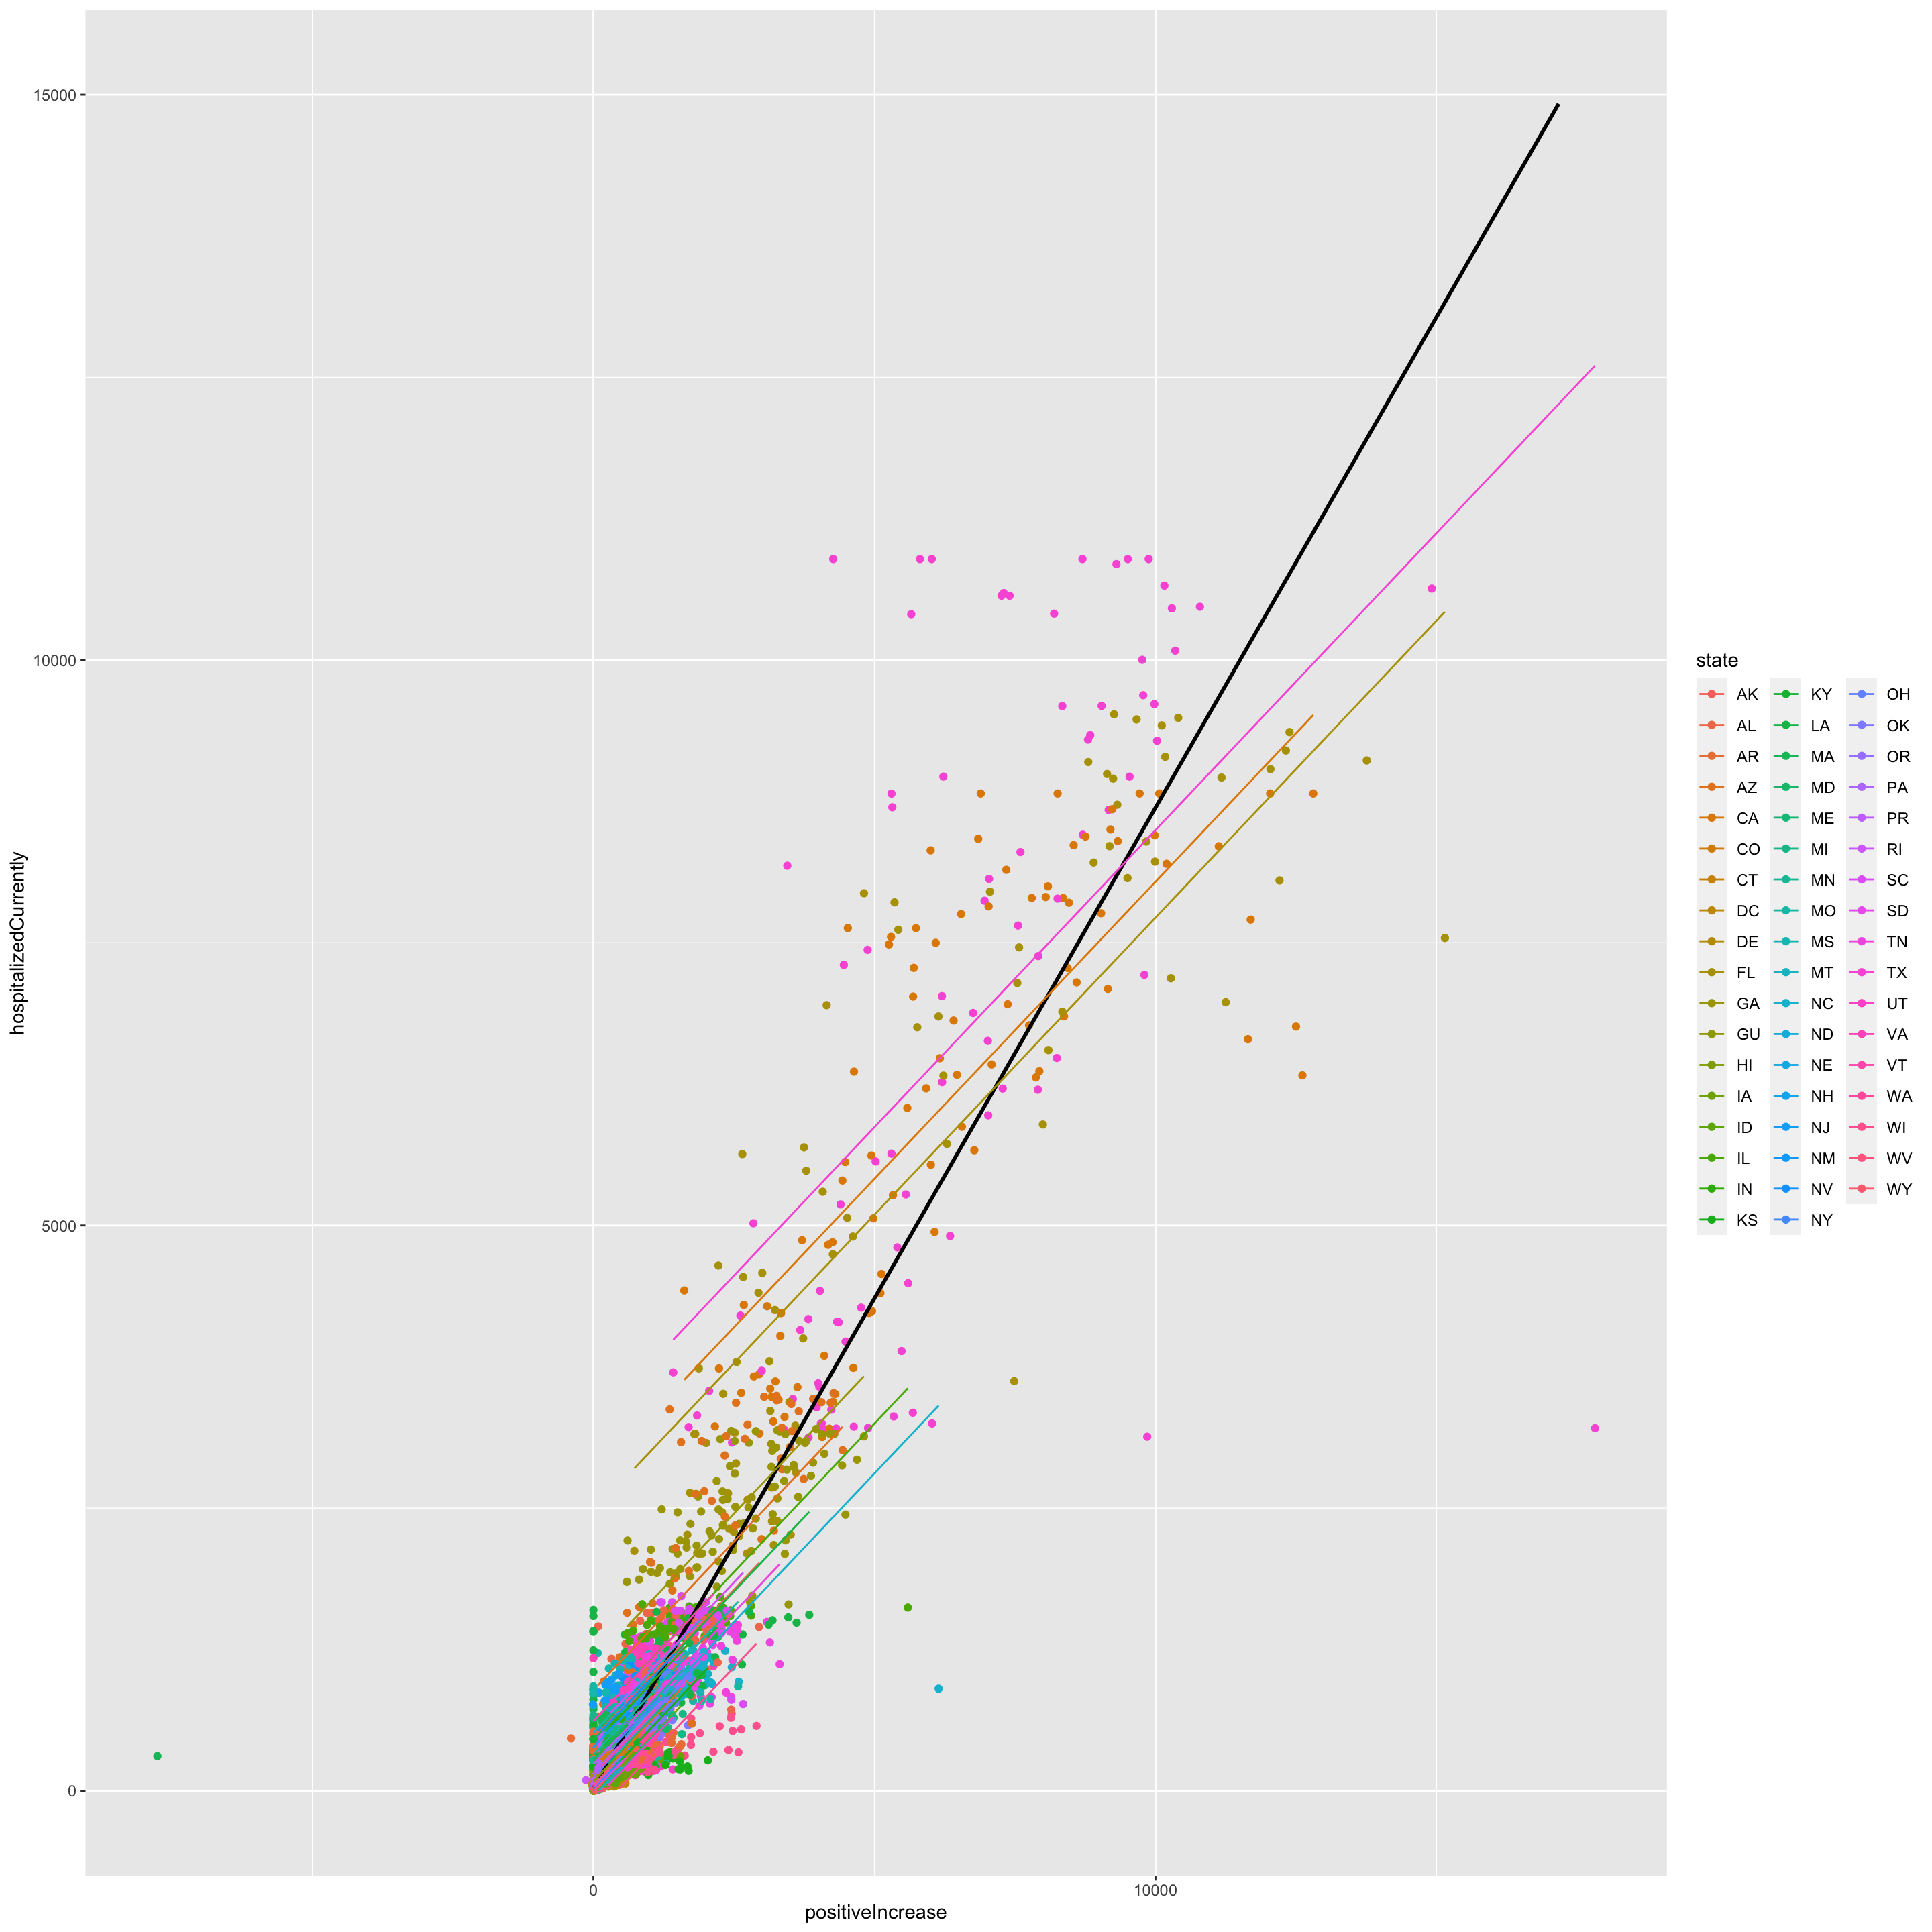 15000
10000
5000
0
hospitalizedCurrently
0
10000
positiveIncrease
state
AK
AL
AR
AZ
CA
CO
CT
DC
DE
FL
GA
GU
HI
IA
ID
IL
IN
KS
KY
LA
MA
MD
ME
MI
MN
MO
MS
MT
NC
ND
NE
NH
NJ
NM
NV
NY
OH
OK
OR
PA
PR
RI
SC
SD
TN
TX
UT
VA
VT
WA
WI
WV
WY